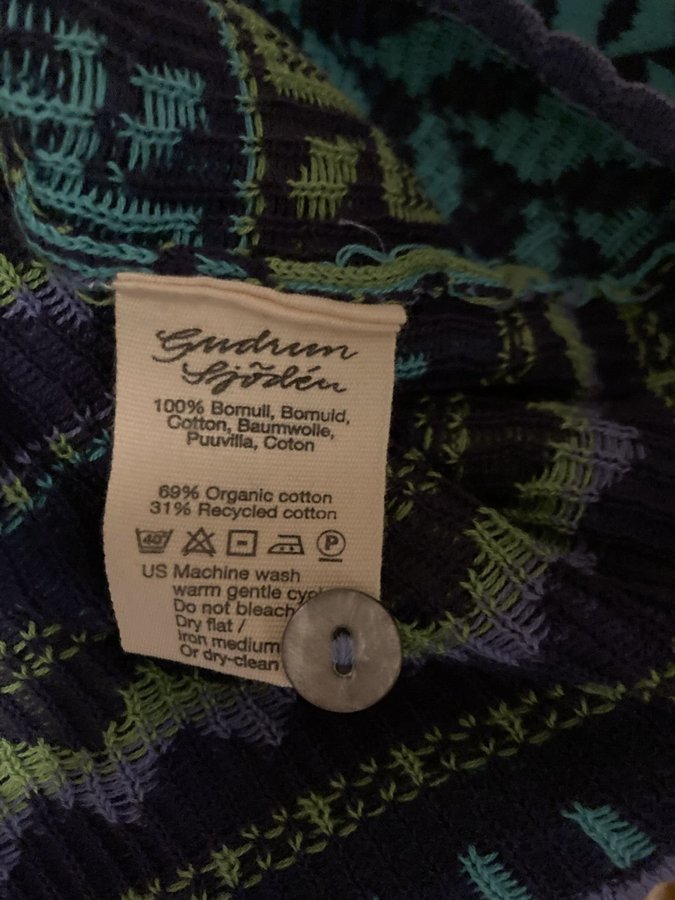 Gudrun
Sjödén
100% Bomull, Bomuld,
Cotton, Baumwolle,
Puuvilla, Coton
69% Organic cotton
31% Recycled cotton
40° P
US Machine wash
warm gentle
Do not bleach
Dry flat /
Iron medium
Or dry-clean